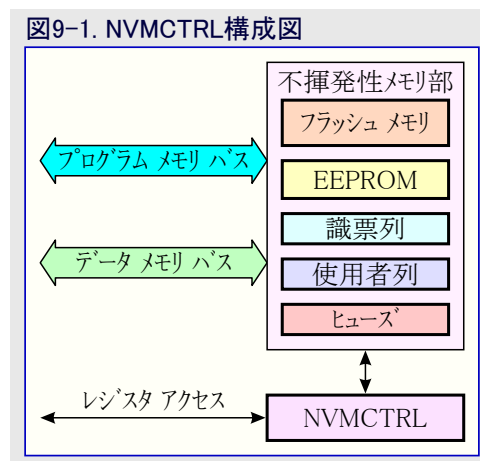 図9-1. NVMCTRL構成図
不揮発性メモリ部
フラッシュ メモリ
プログラム メモリ バス
EEPROM
識票列
データ メモリ バス
使用者列
ヒューズ
レジスタ アクセス
NVMCTRL